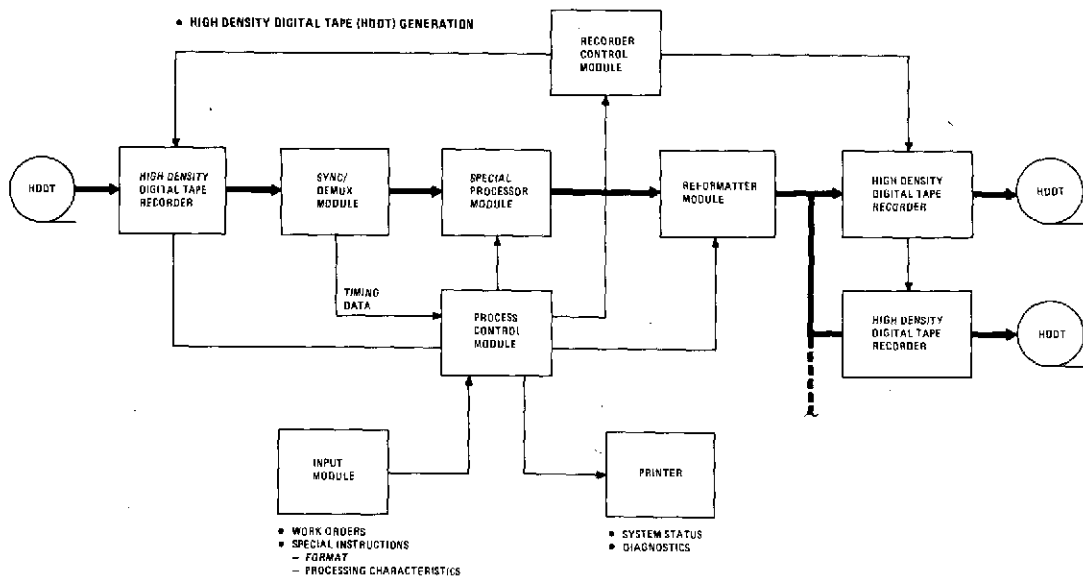 • HIGH DENSITY DIGITAL TAPE (HDDT) GENERATION
RECORDER
CONTROL
MODULE
HDDT
HIGH DENSITY
DIGITAL TAPE
RECORDER
SYNC/
DEMUX
MODULE
SPECIAL
PROCESSOR
MODULE
REFORMATTER
MODULE
HIGH DENSITY
DIGITAL TAPE
RECORDER
HDDT
TIMING
DATA
PROCESS
CONTROL
MODULE
HIGH DENSITY
DIGITAL TAPE
RECORDER
HDDT
INPUT
MODULE
PRINTER
• WORK ORDERS
• SPECIAL INSTRUCTIONS
– FORMAT
– PROCESSING CHARACTERISTICS
• SYSTEM STATUS
• DIAGNOSTICS